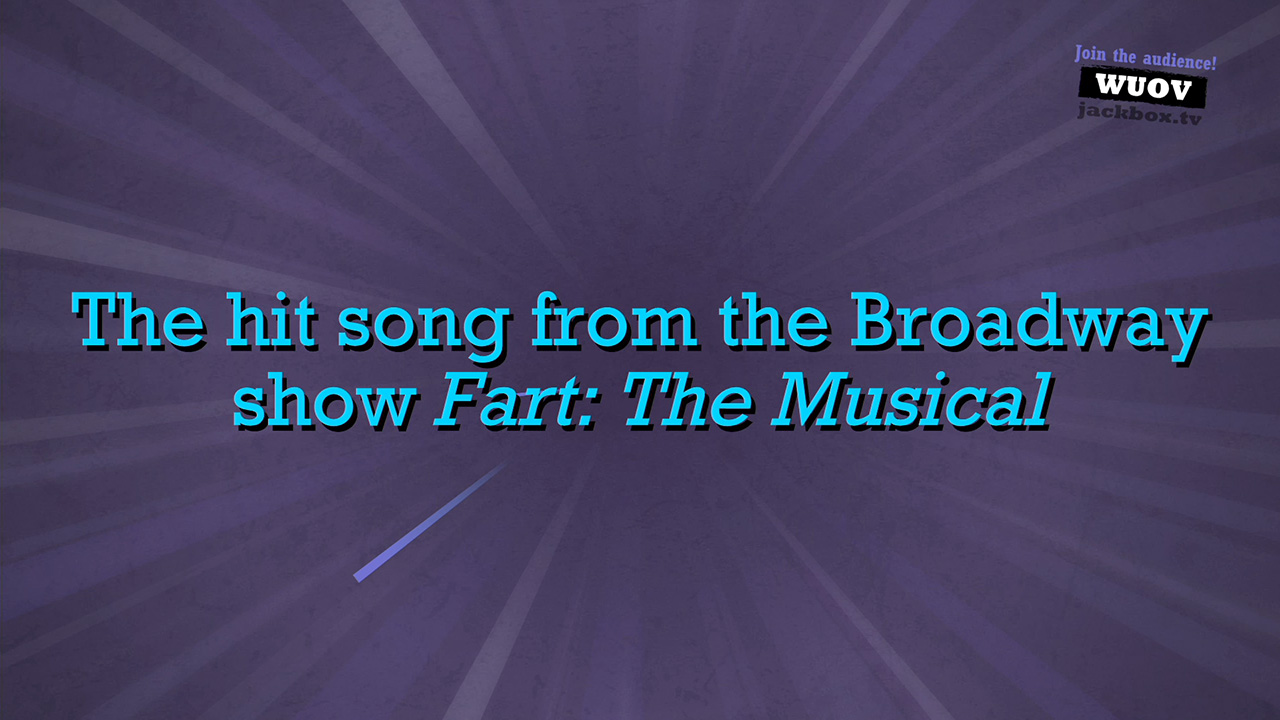 Join the audience!
WUOV
jackbox.tv
The hit song from the Broadway
show Fart: The Musical